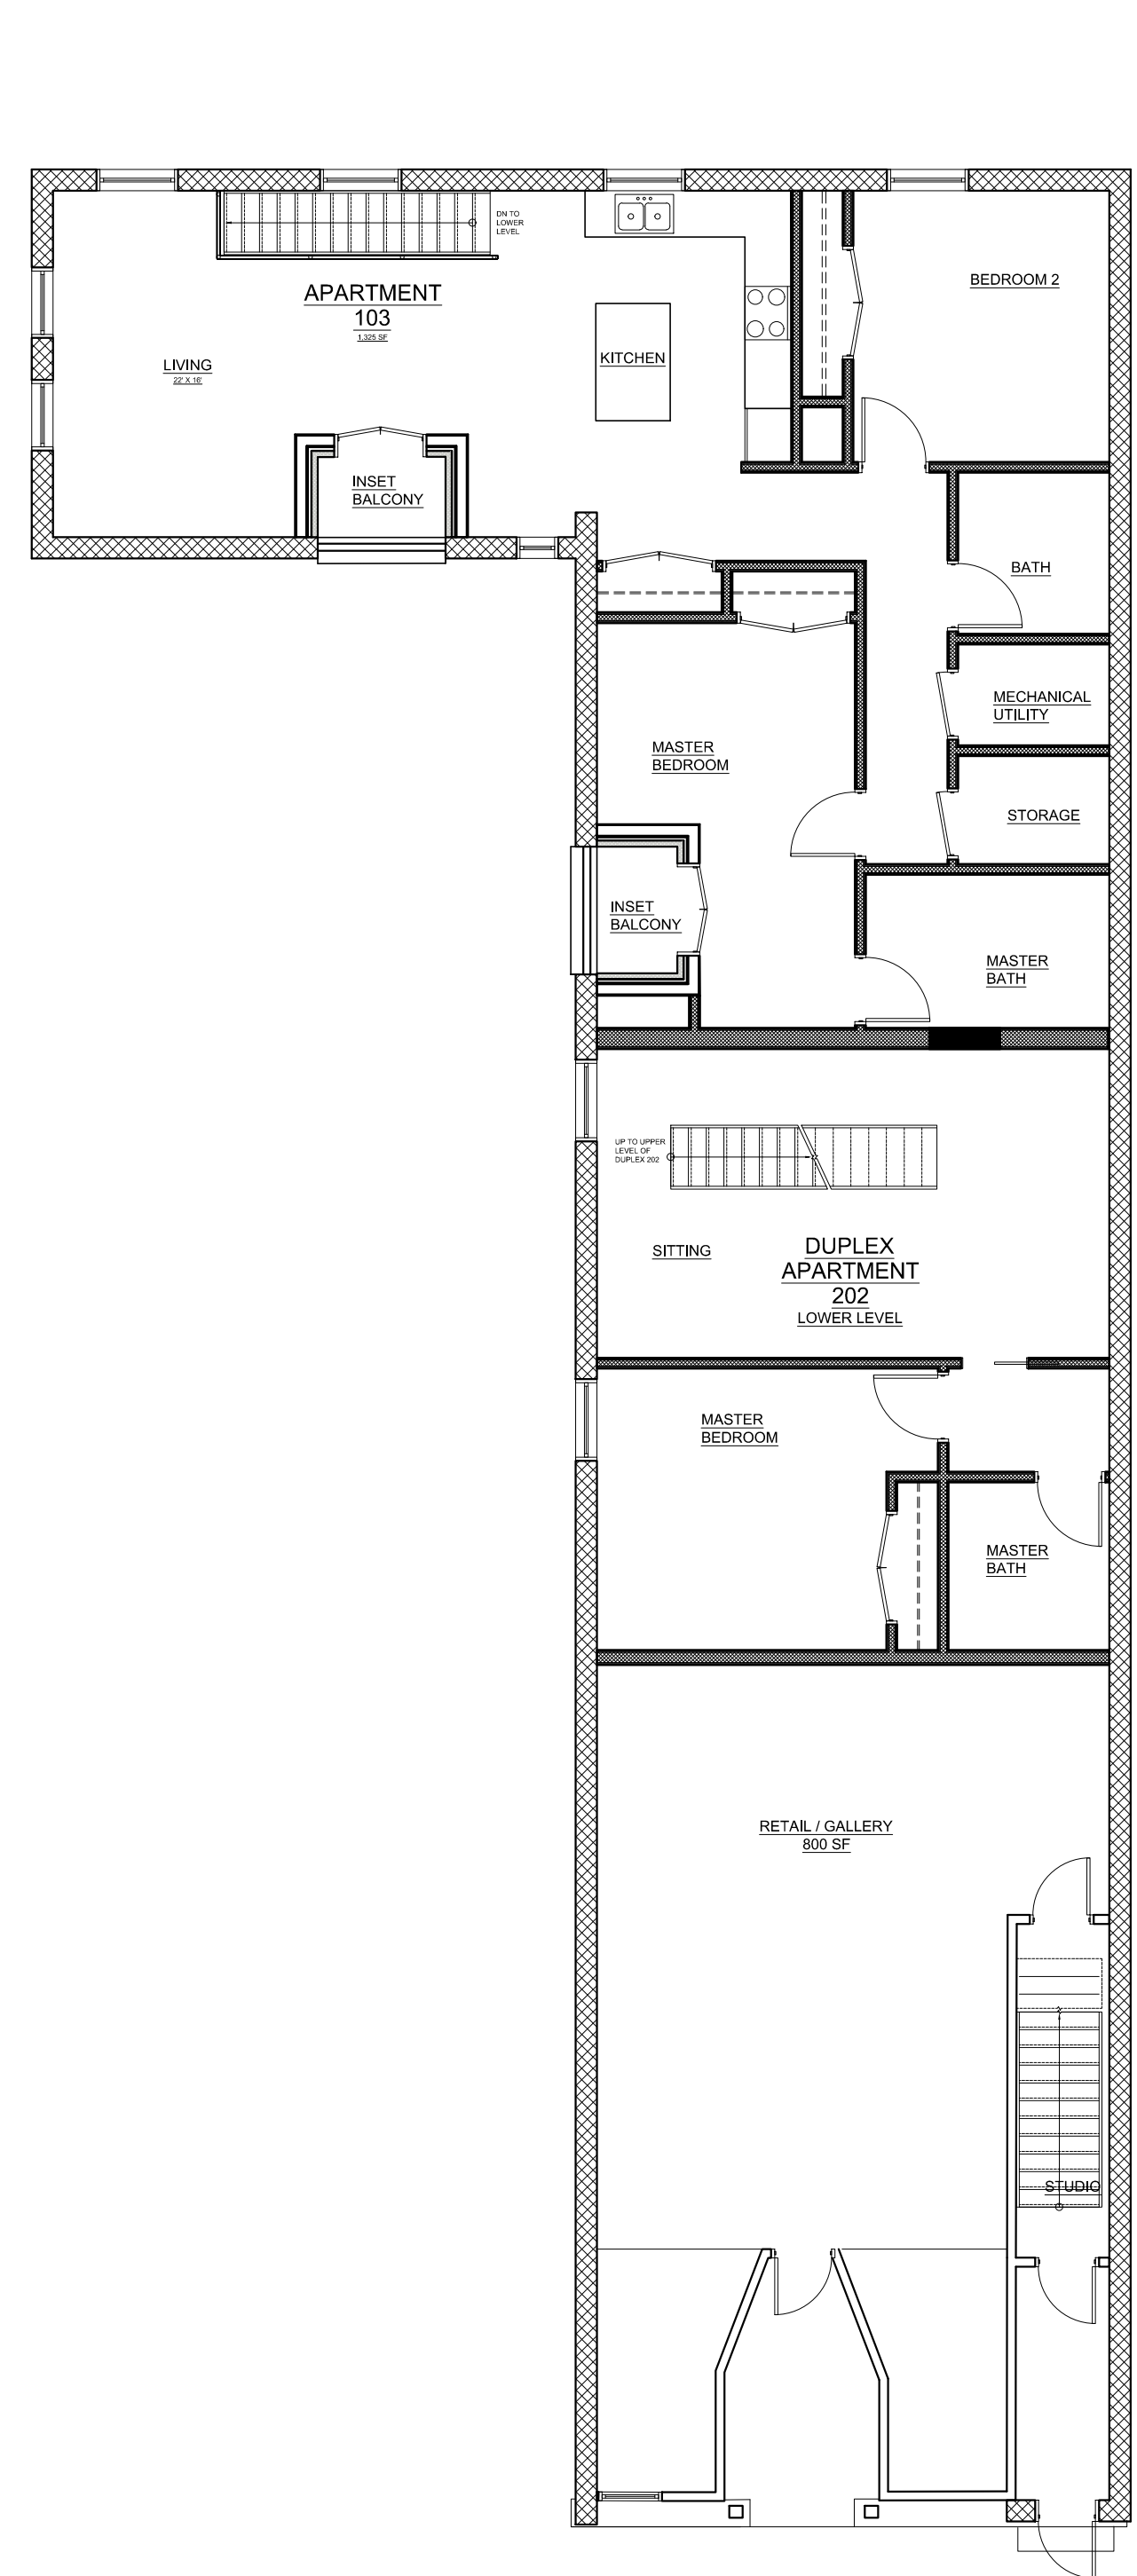 DN TO
LOWER
LEVEL
APARTMENT
103
1,325 SF
LIVING
22' X 16'
KITCHEN
BEDROOM 2
INSET
BALCONY
BATH
MECHANICAL
UTILITY
MASTER
BEDROOM
STORAGE
INSET
BALCONY
MASTER
BATH
UP TO UPPER
LEVEL OF
DUPLEX 202
SITTING
DUPLEX
APARTMENT
202
LOWER LEVEL
MASTER
BEDROOM
MASTER
BATH
RETAIL / GALLERY
800 SF
STUDIO